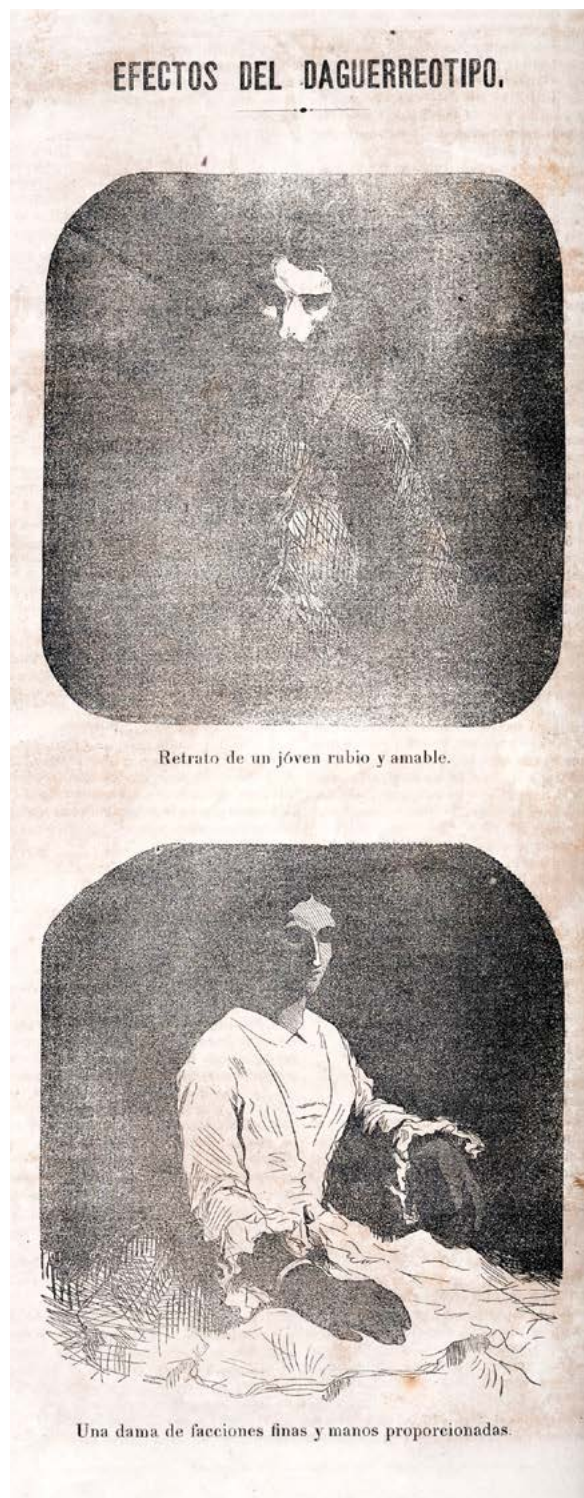 EFECTOS DEL DAGUERREOTIPO.
Retrato de un jóven rubio y amable.
Una dama de facciones finas y manos proporcionadas.